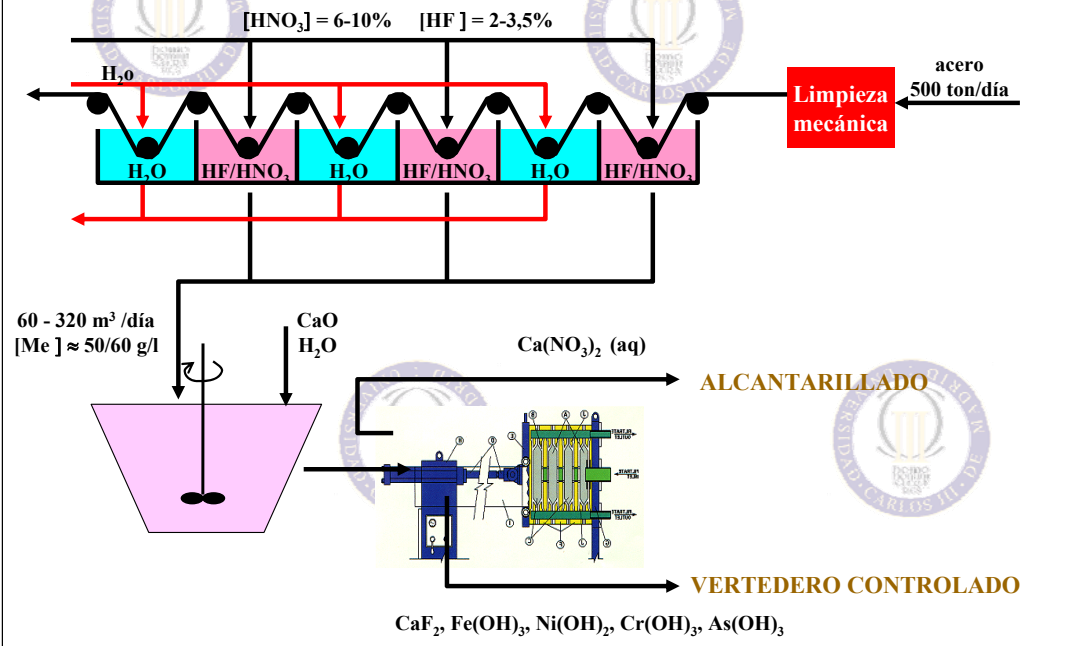 [HNO₃] = 6-10% [HF ] = 2-3,5%
H₂o
acero
500 ton/día
Limpieza
mecánica
H₂O HF/HNO₃ H₂O HF/HNO₃ H₂O HF/HNO₃
60 - 320 m³ /día
[Me ] ≈ 50/60 g/l
CaO
H₂O
Ca(NO₃)₂ (aq)
ALCANTARILLADO
VERTEDERO CONTROLADO
CaF₂, Fe(OH)₃, Ni(OH)₂, Cr(OH)₃, As(OH)₃